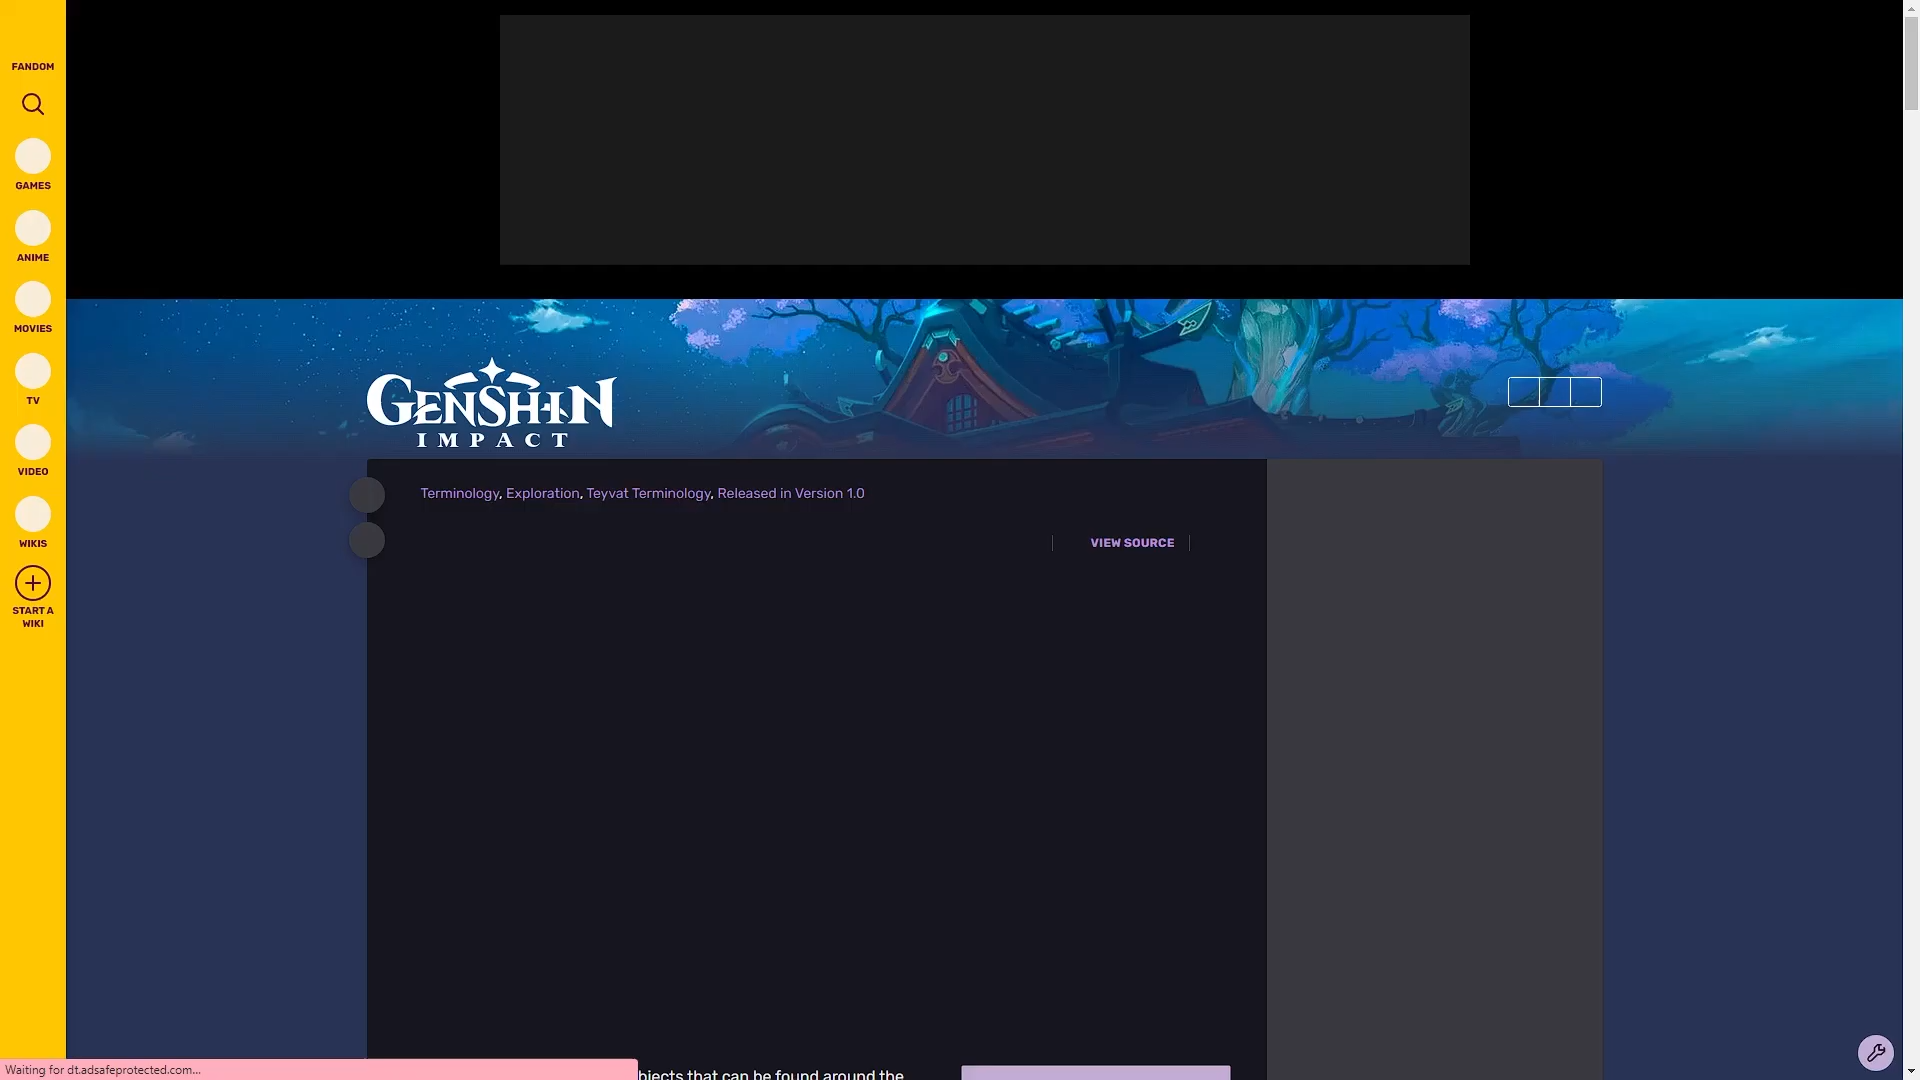 FANDOM
GAMES
ANIME
MOVIES
TV
VIDEO
WIKIS
START A
WIKI
GENSHIN
IMPACT
Terminology, Exploration, Teyvat Terminology, Released in Version 1.0
VIEW SOURCE
that can be found around the
Waiting for dt.adsafeprotected.com...